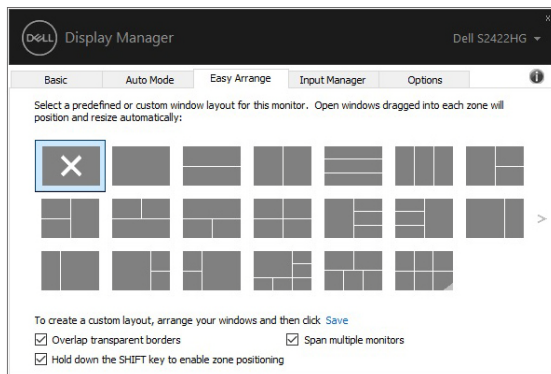 DELL Display Manager
Dell S2422HG
Basic Auto Mode Easy Arrange Input Manager Options
Select a predefined or custom window layout for this monitor. Open windows dragged into each zone will
position and resize automatically:
To create a custom layout, arrange your windows and then click Save
Overlap transparent borders Span multiple monitors
Hold down the SHIFT key to enable zone positioning